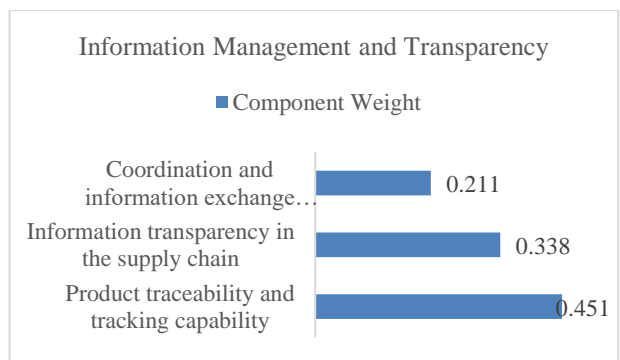 Information Management and Transparency
Component Weight
Coordination and
information exchange…
0.211
Information transparency in
the supply chain
0.338
Product traceability and
tracking capability
0.451